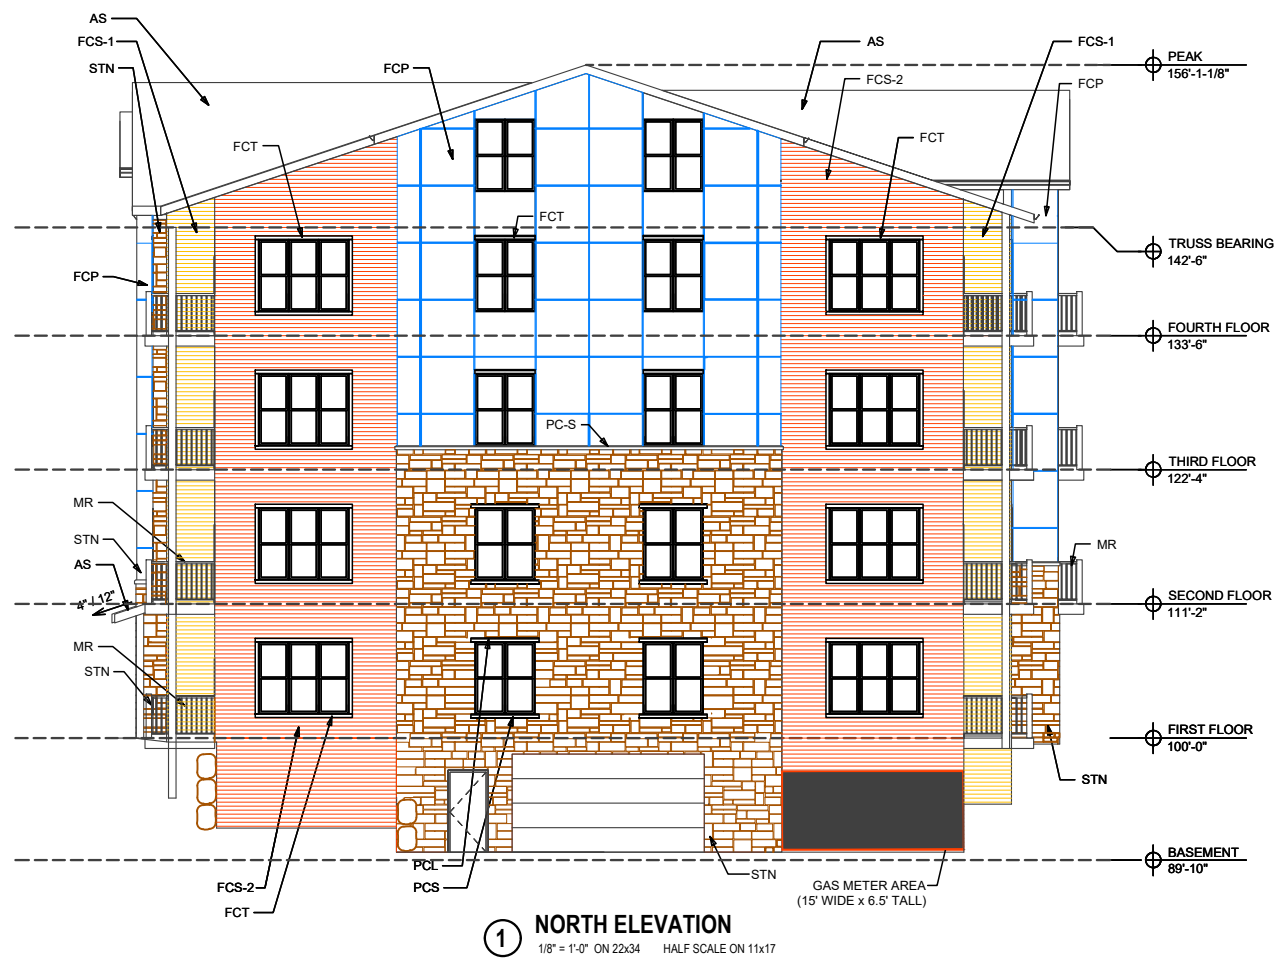 AS
FCS-1
STN
FCP
AS
FCS-2
FCS-1
FCP
PEAK
156'-1-1/8"
FCT
FCT
FCT
TRUSS BEARING
142'-6"
FCP
FOURTH FLOOR
133'-6"
PC-S
THIRD FLOOR
122'-4"
MR
STN
AS
4" / 12"
MR
SECOND FLOOR
111'-2"
MR
STN
FIRST FLOOR
100'-0"
STN
PCL
PCS
STN
FCS-2
FCT
GAS METER AREA
(15' WIDE x 6.5' TALL)
BASEMENT
89'-10"
1
NORTH ELEVATION
1/8" = 1'-0" ON 22x34 HALF SCALE ON 11x17